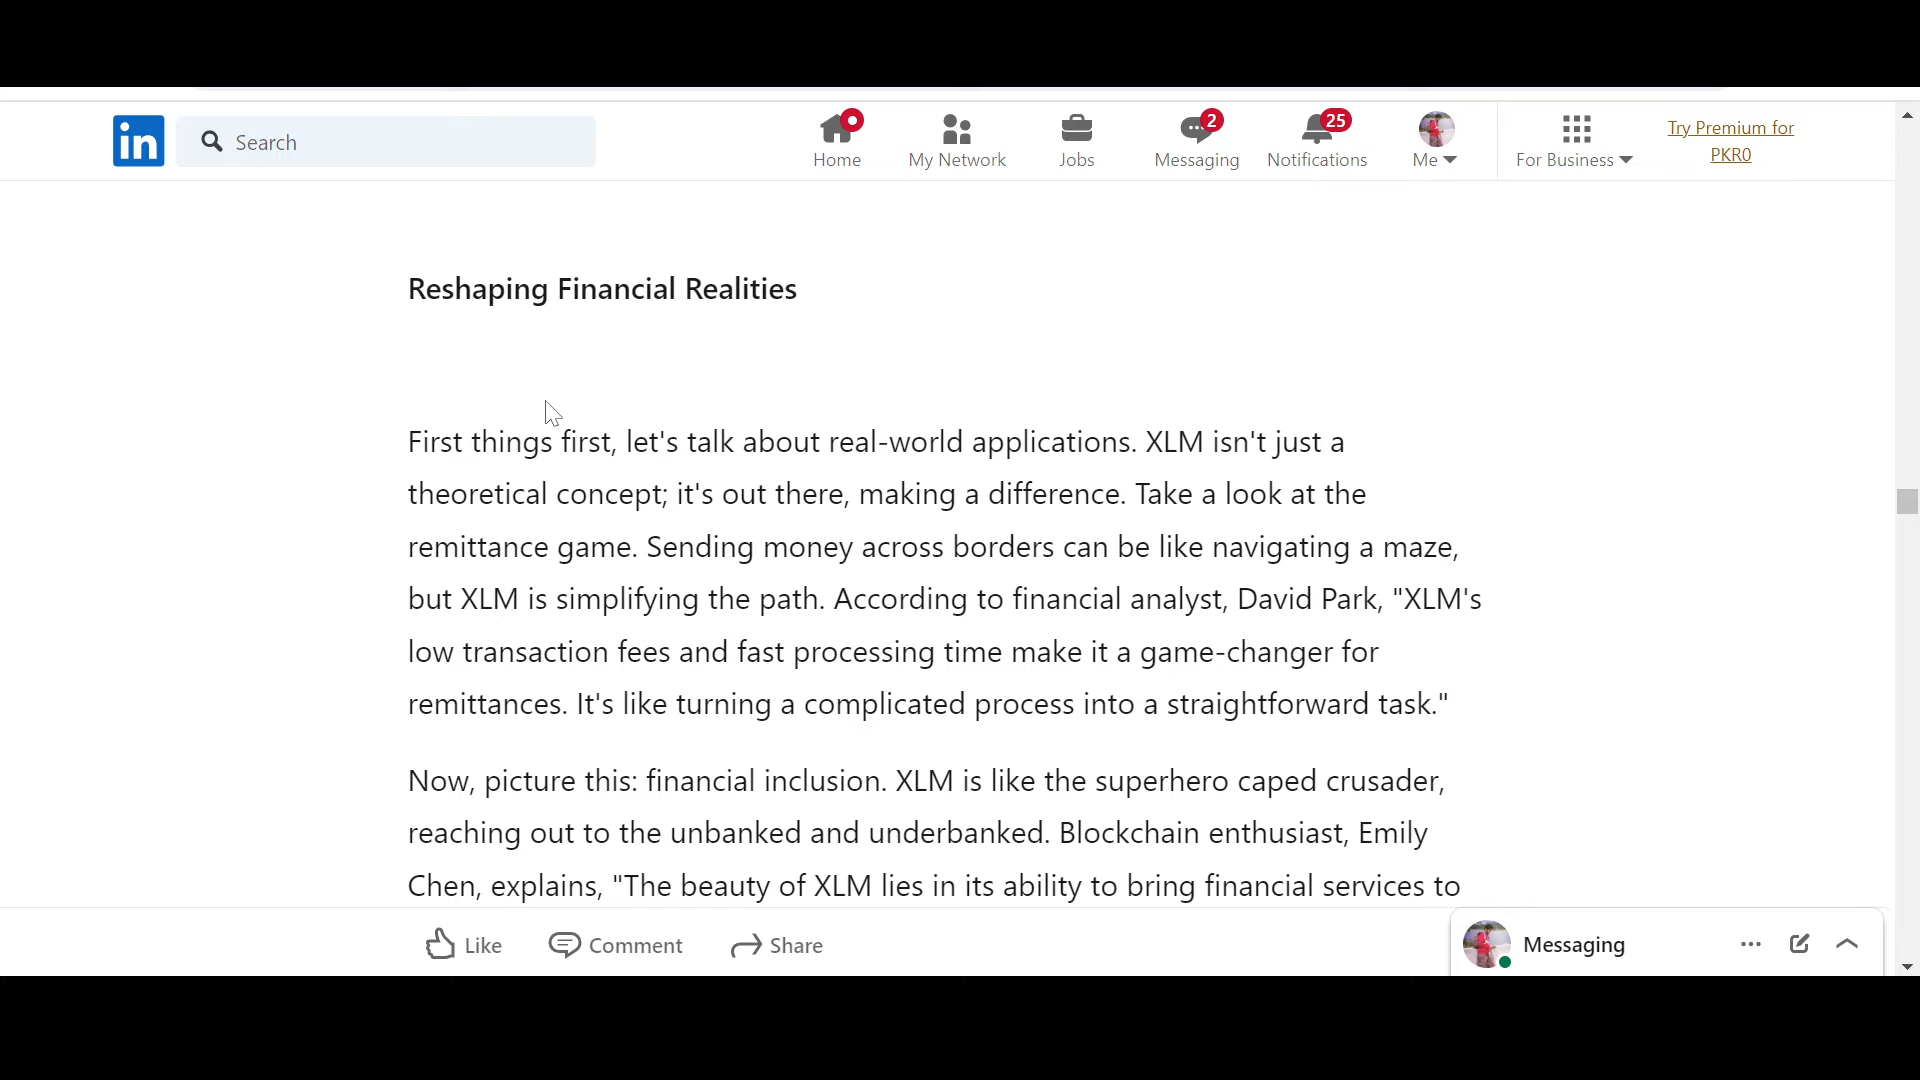 in
Search
Home
My Network
Jobs
2
Messaging
25
Notifications
Me
For Business
Try Premium for
PKR0
Reshaping Financial Realities
First things first, let's talk about real-world applications. XLM isn't just a
theoretical concept; it's out there, making a difference. Take a look at the
remittance game. Sending money across borders can be like navigating a maze,
but XLM is simplifying the path. According to financial analyst, David Park, "XLM's
low transaction fees and fast processing time make it a game-changer for
remittances. It's like turning a complicated process into a straightforward task."
Now, picture this: financial inclusion. XLM is like the superhero caped crusader,
reaching out to the unbanked and underbanked. Blockchain enthusiast, Emily
Chen, explains, "The beauty of XLM lies in its ability to bring financial services to
Like
Comment
Share
Messaging